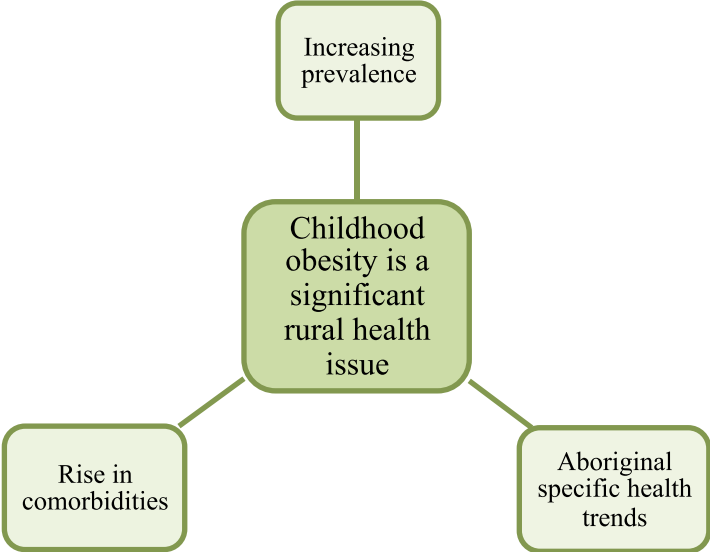 Increasing
prevalence
Childhood
obesity is a
significant
rural health
issue
Rise in
comorbidities
Aboriginal
specific health
trends